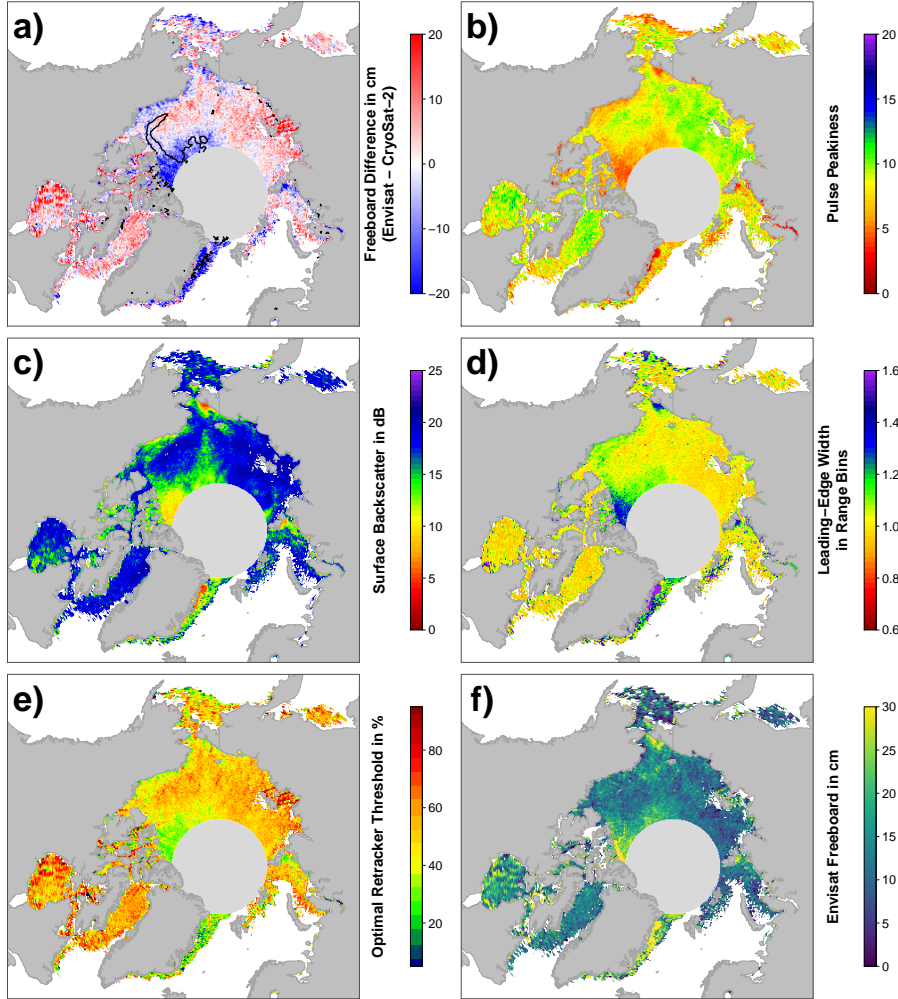 a)
20
10
0
−10
−20
Freeboard Difference in cm
(Envisat − CryoSat−2)
b)
20
15
10
5
0
Pulse Peakiness
c)
25
20
15
10
5
0
Surface Backscatter in dB
d)
1.6
1.4
1.2
1.0
0.8
0.6
Leading−Edge Width
in Range Bins
e)
80
60
40
20
Optimal Retracker Threshold in %
f)
30
25
20
15
10
5
0
Envisat Freeboard in cm